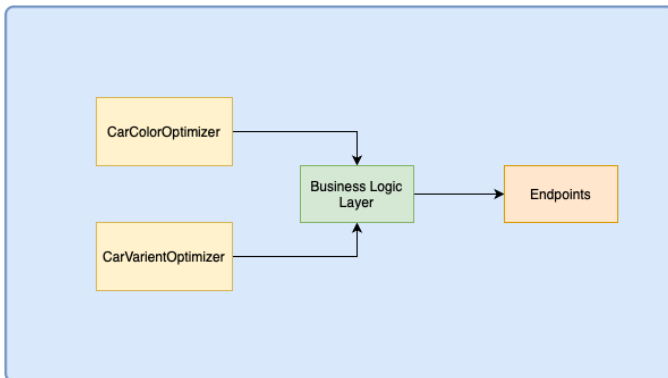 CarColorOptimizer
Business Logic
Layer
Endpoints
CarVarientOptimizer